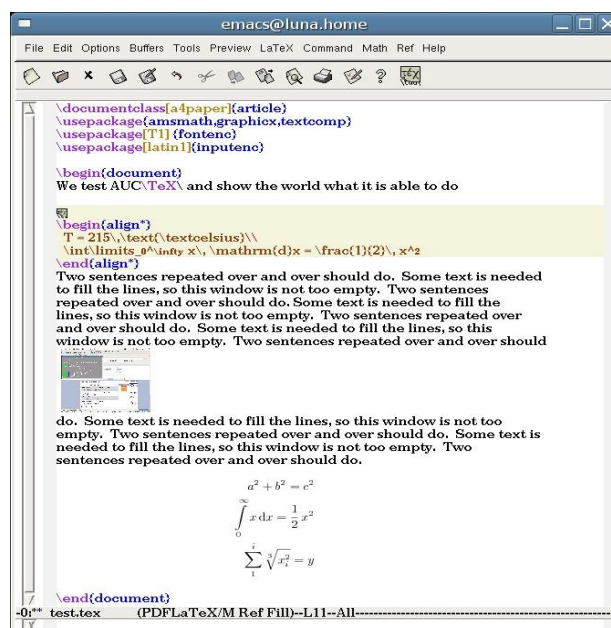 emacs@luna.home
File Edit Options Buffers Tools Preview LaTeX Command Math Ref Help
\documentclass[a4paper]{article}
\usepackage{amsmath,graphicx,textcomp}
\usepackage[T1]{fontenc}
\usepackage[latin1]{inputenc}
\begin{document}
We test AUC\TeX\ and show the world what it is able to do
\begin{align*}
T = 215\,\text{\textcelsius}\\
\int\limits_0^\infty x\, \mathrm{d}x = \frac{1}{2}\, x^2
\end{align*}
Two sentences repeated over and over should do. Some text is needed
to fill the lines, so this window is not too empty. Two sentences
repeated over and over should do. Some text is needed to fill the
lines, so this window is not too empty. Two sentences repeated over
and over should do. Some text is needed to fill the lines, so this
window is not too empty. Two sentences repeated over and over should
do. Some text is needed to fill the lines, so this window is not too
empty. Two sentences repeated over and over should do. Some text is
needed to fill the lines, so this window is not too empty. Two
sentences repeated over and over should do.
a² + b² = c²
∫₀^∞ x dx = 1/2 x²
∑₁^i ∛(x_i²) = y
\end{document}
-0:** test.tex (PDFLaTeX/M Ref Fill)--L11--All----------------------------